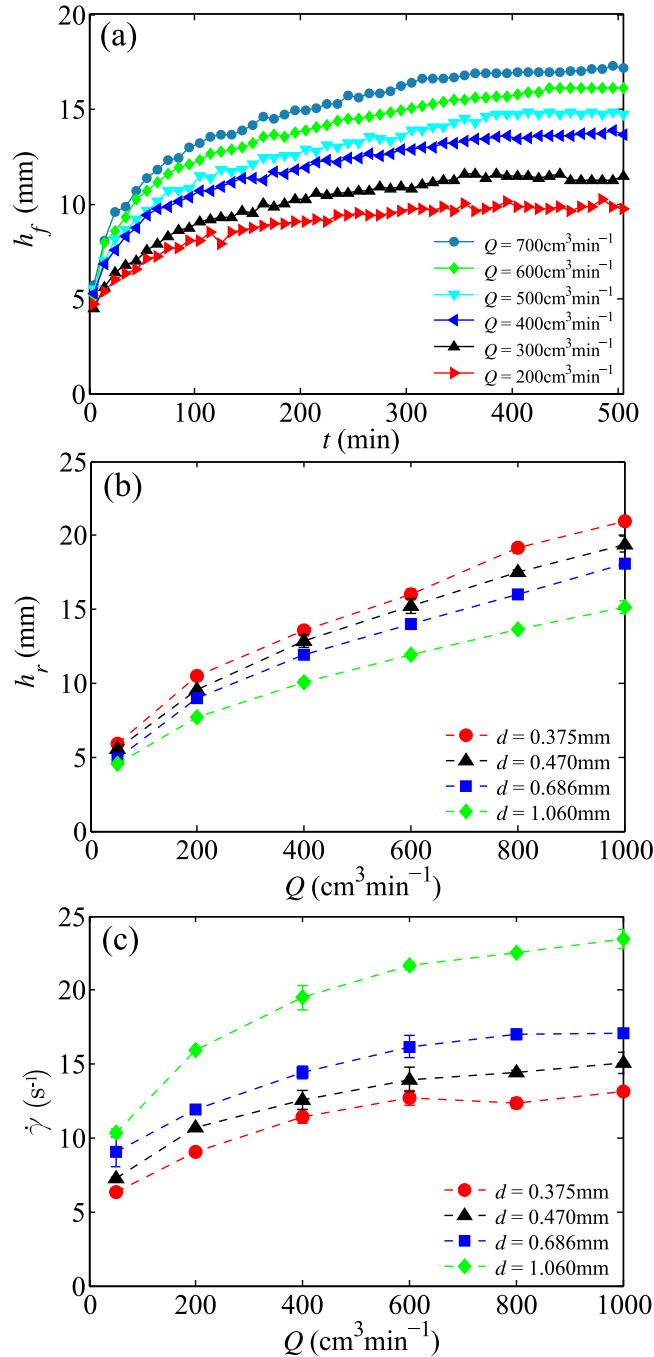 (a)
20
15
10
5
0
h_f (mm)
Q = 700cm³min⁻¹
Q = 600cm³min⁻¹
Q = 500cm³min⁻¹
Q = 400cm³min⁻¹
Q = 300cm³min⁻¹
Q = 200cm³min⁻¹
0 100 200 300 400 500
t (min)
(b)
25
20
15
10
5
0
h_r (mm)
d = 0.375mm
d = 0.470mm
d = 0.686mm
d = 1.060mm
0 200 400 600 800 1000
Q (cm³min⁻¹)
(c)
25
20
15
10
5
0
γ̇ (s⁻¹)
d = 0.375mm
d = 0.470mm
d = 0.686mm
d = 1.060mm
0 200 400 600 800 1000
Q (cm³min⁻¹)